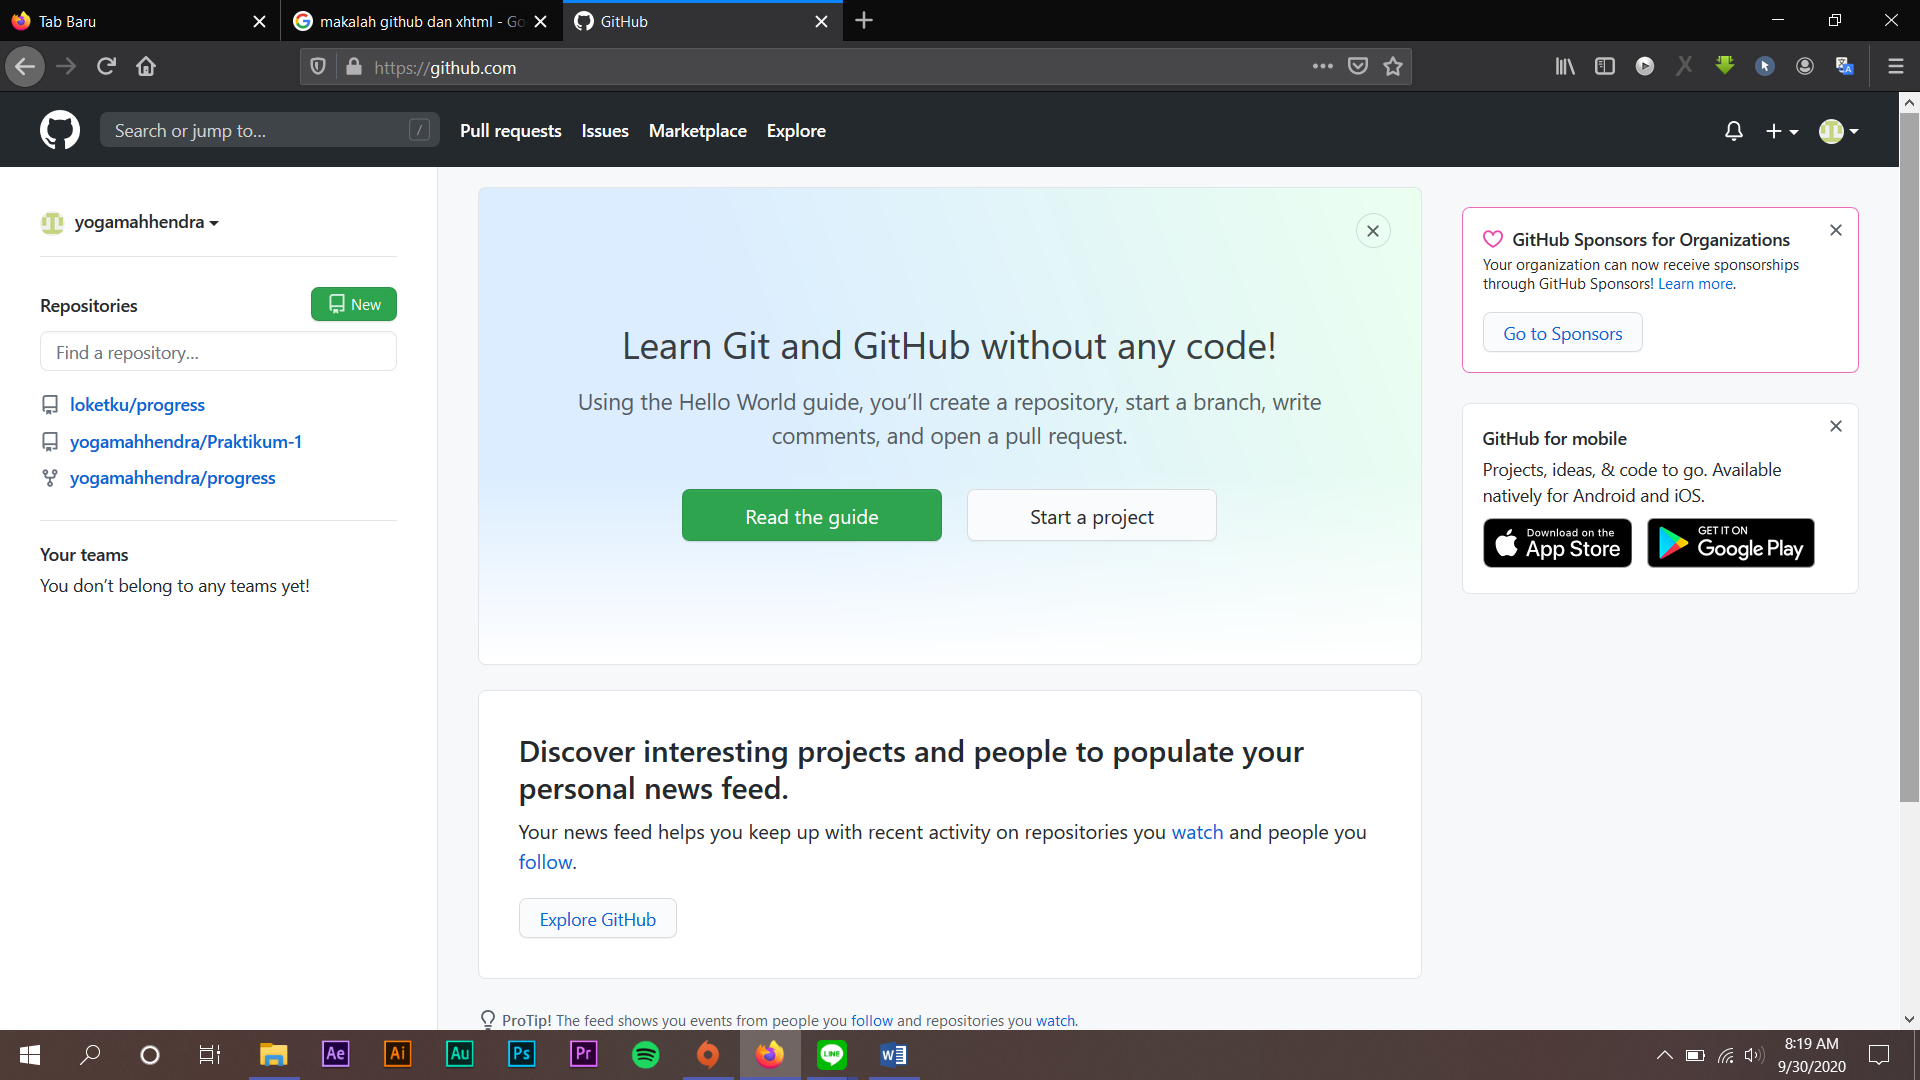 Tab Baru
makalah github dan xhtml - Go
GitHub
https://github.com
Search or jump to...
/
Pull requests
Issues
Marketplace
Explore
yogamahhendra
Repositories
New
Find a repository...
loketku/progress
yogamahhendra/Praktikum-1
yogamahhendra/progress
Your teams
You don’t belong to any teams yet!
Learn Git and GitHub without any code!
Using the Hello World guide, you’ll create a repository, start a branch, write
comments, and open a pull request.
Read the guide
Start a project
Discover interesting projects and people to populate your
personal news feed.
Your news feed helps you keep up with recent activity on repositories you watch and people you
follow.
Explore GitHub
ProTip! The feed shows you events from people you follow and repositories you watch.
GitHub Sponsors for Organizations
Your organization can now receive sponsorships
through GitHub Sponsors! Learn more.
Go to Sponsors
GitHub for mobile
Projects, ideas, & code to go. Available
natively for Android and iOS.
Download on the
App Store
GET IT ON
Google Play
Ae
Ai
Au
Ps
Pr
LINE
W
8:19 AM
9/30/2020